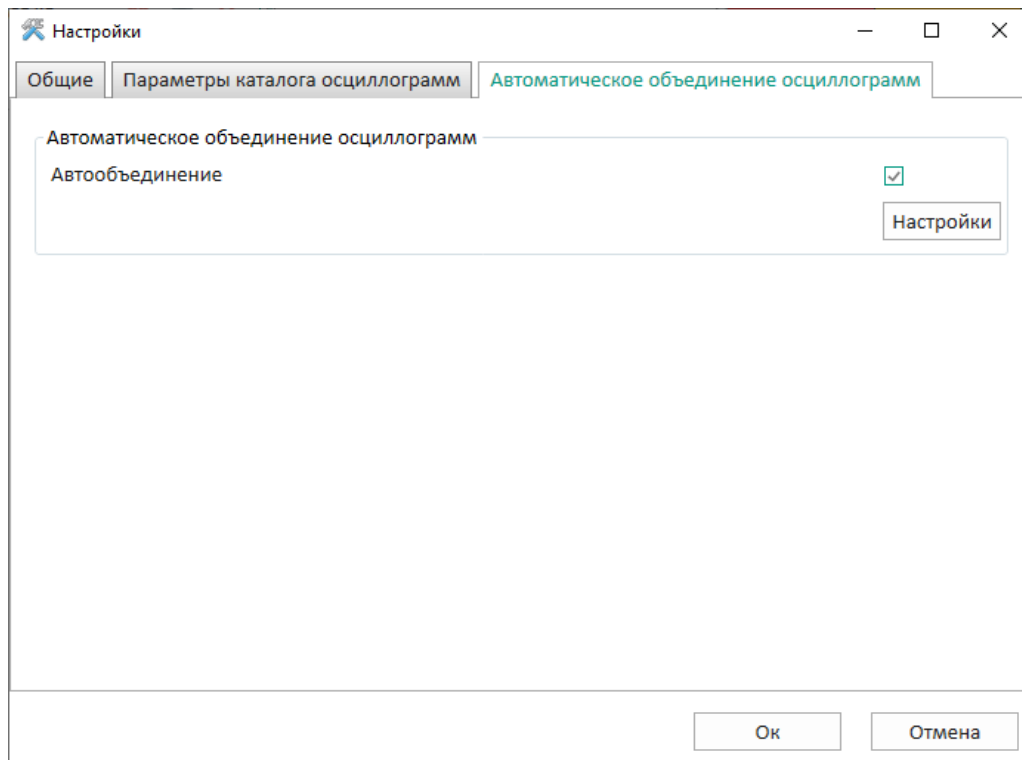 Настройки
Общие Параметры каталога осциллограмм Автоматическое объединение осциллограмм
Автоматическое объединение осциллограмм
Автообъединение
Настройки
Ок Отмена